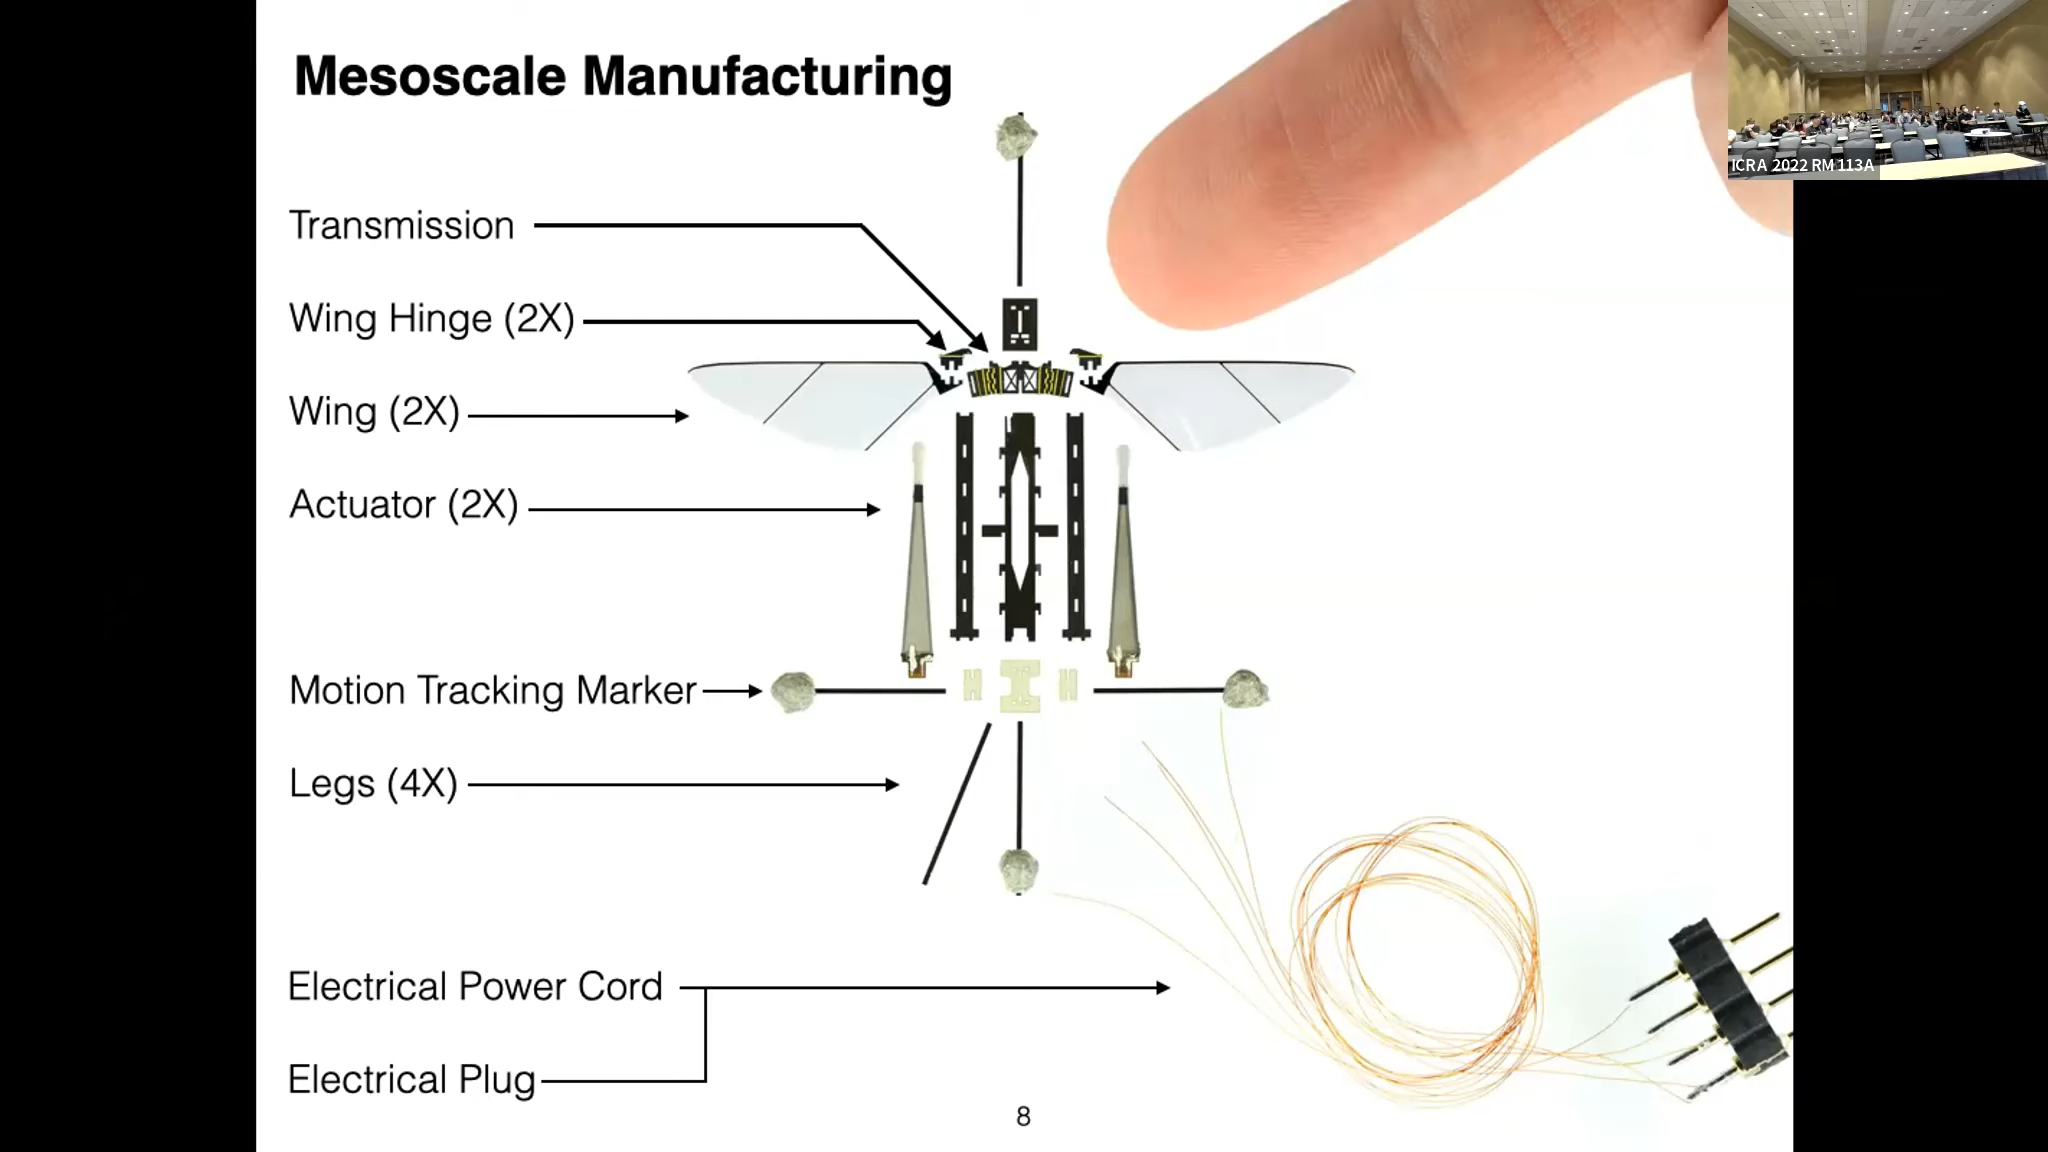 Mesoscale Manufacturing
ICRA 2022 RM 113A
Transmission
Wing Hinge (2X)
Wing (2X)
Actuator (2X)
Motion Tracking Marker
Legs (4X)
Electrical Power Cord
Electrical Plug
8